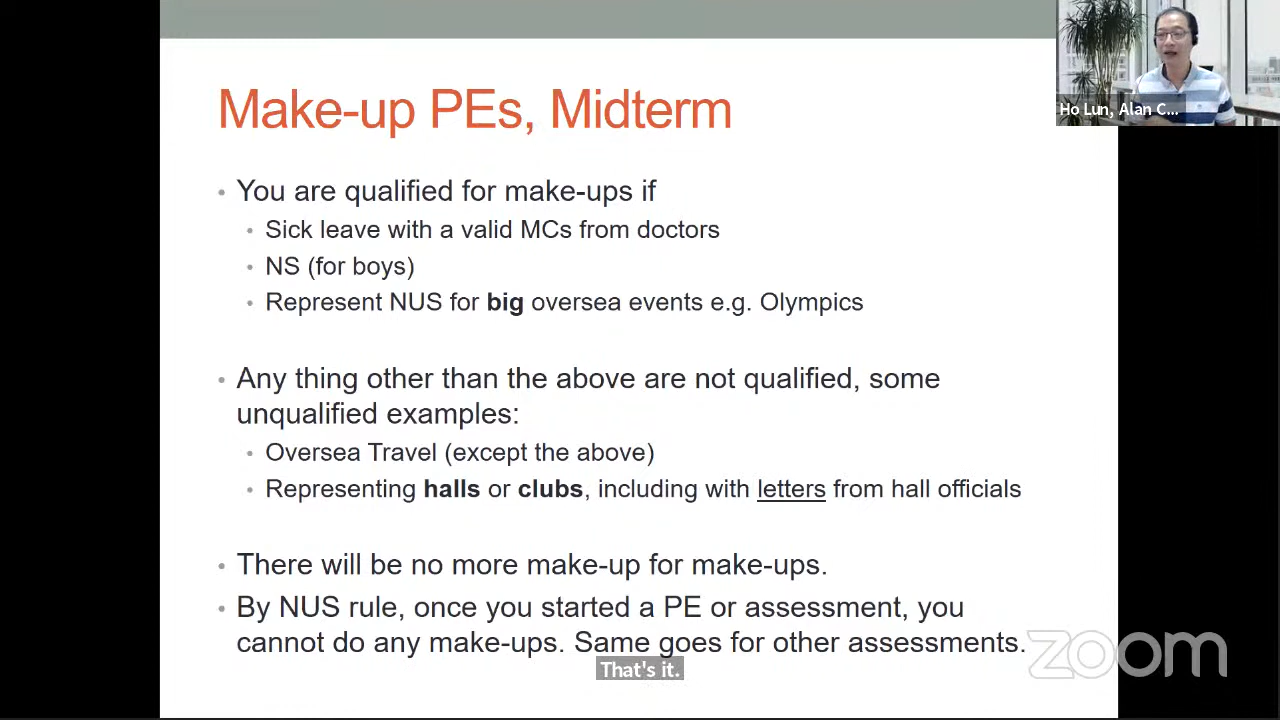 Make-up PEs, Midterm
Ho Lun, Alan C...
• You are qualified for make-ups if
• Sick leave with a valid MCs from doctors
• NS (for boys)
• Represent NUS for big oversea events e.g. Olympics
• Any thing other than the above are not qualified, some
unqualified examples:
• Oversea Travel (except the above)
• Representing halls or clubs, including with letters from hall officials
• There will be no more make-up for make-ups.
• By NUS rule, once you started a PE or assessment, you
cannot do any make-ups. Same goes for other assessments.
That's it.
zoom